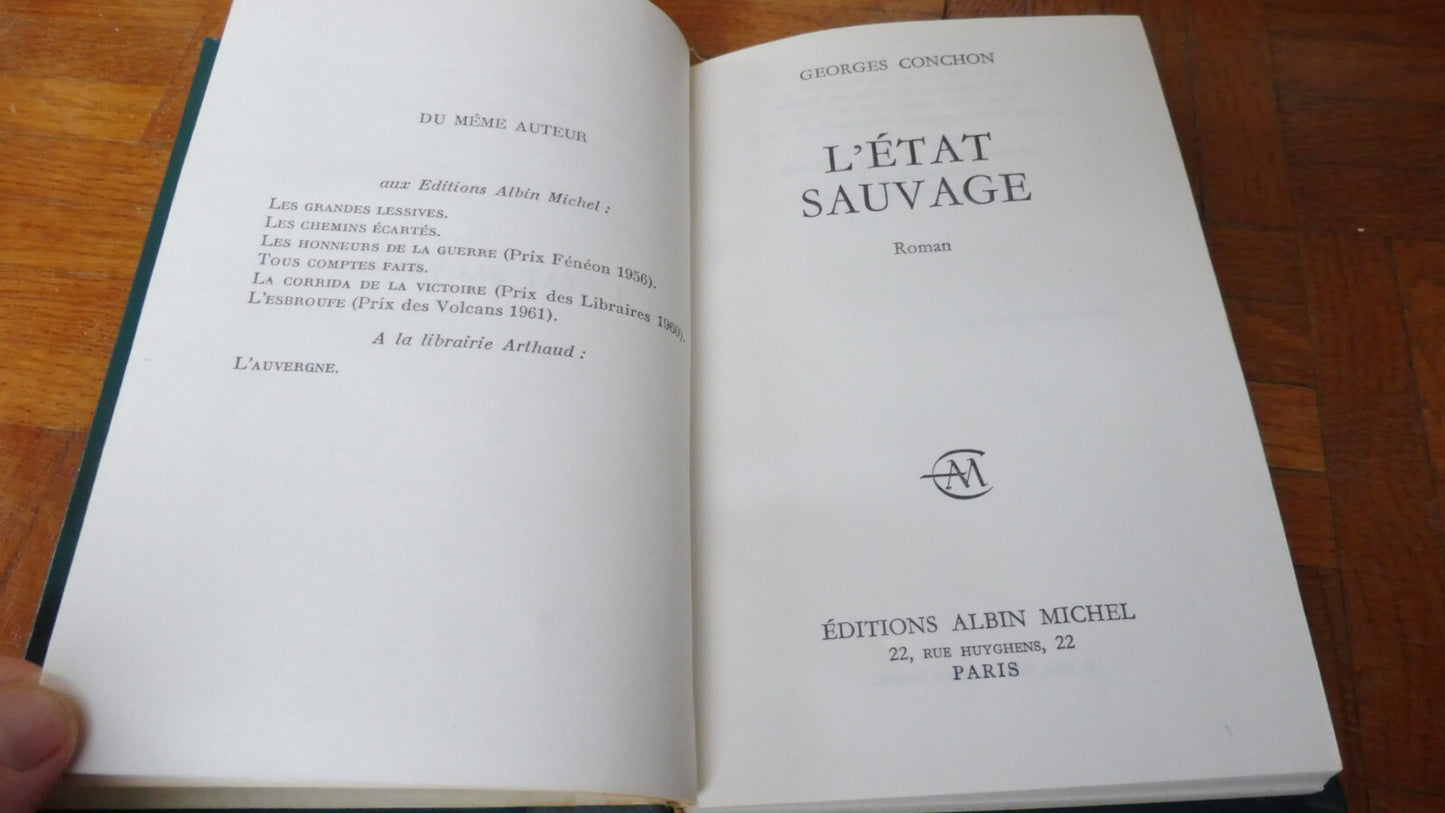 DU MÊME AUTEUR
aux Editions Albin Michel :
LES GRANDES LESSIVES.
LES CHEMINS ÉCARTÉS.
LES HONNEURS DE LA GUERRE (Prix Fénéon 1956).
TOUS COMPTES FAITS.
LA CORRIDA DE LA VICTOIRE (Prix des Libraires 1960).
L'ESBROUFE (Prix des Volcans 1961).
A la librairie Arthaud :
L'AUVERGNE.
GEORGES CONCHON
L'ÉTAT
SAUVAGE
Roman
AM
ÉDITIONS ALBIN MICHEL
22, RUE HUYGHENS, 22
PARIS